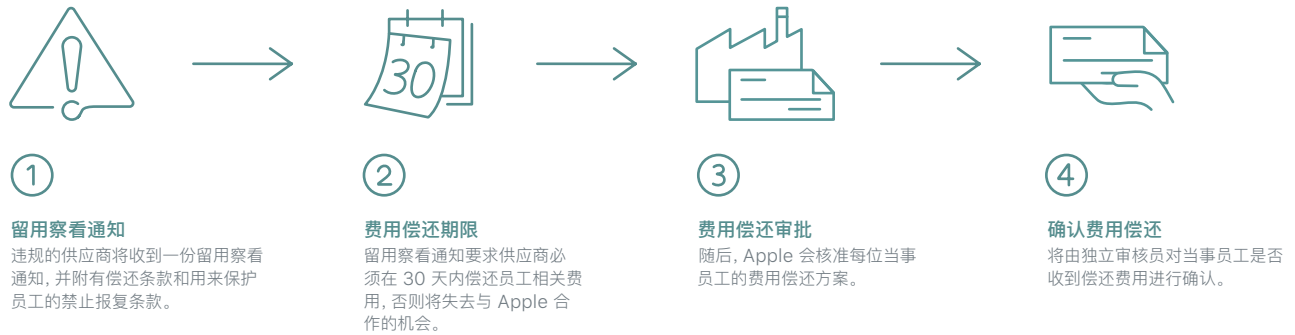 30
1
留用察看通知
违规的供应商将收到一份留用察看
通知，并附有偿还条款和用来保护
员工的禁止报复条款。
2
费用偿还期限
留用察看通知要求供应商必
须在 30 天内偿还员工相关费
用，否则将失去与 Apple 合
作的机会。
3
费用偿还审批
随后，Apple 会核准每位当事
员工的费用偿还方案。
4
确认费用偿还
将由独立审核员对当事员工是否
收到偿还费用进行确认。